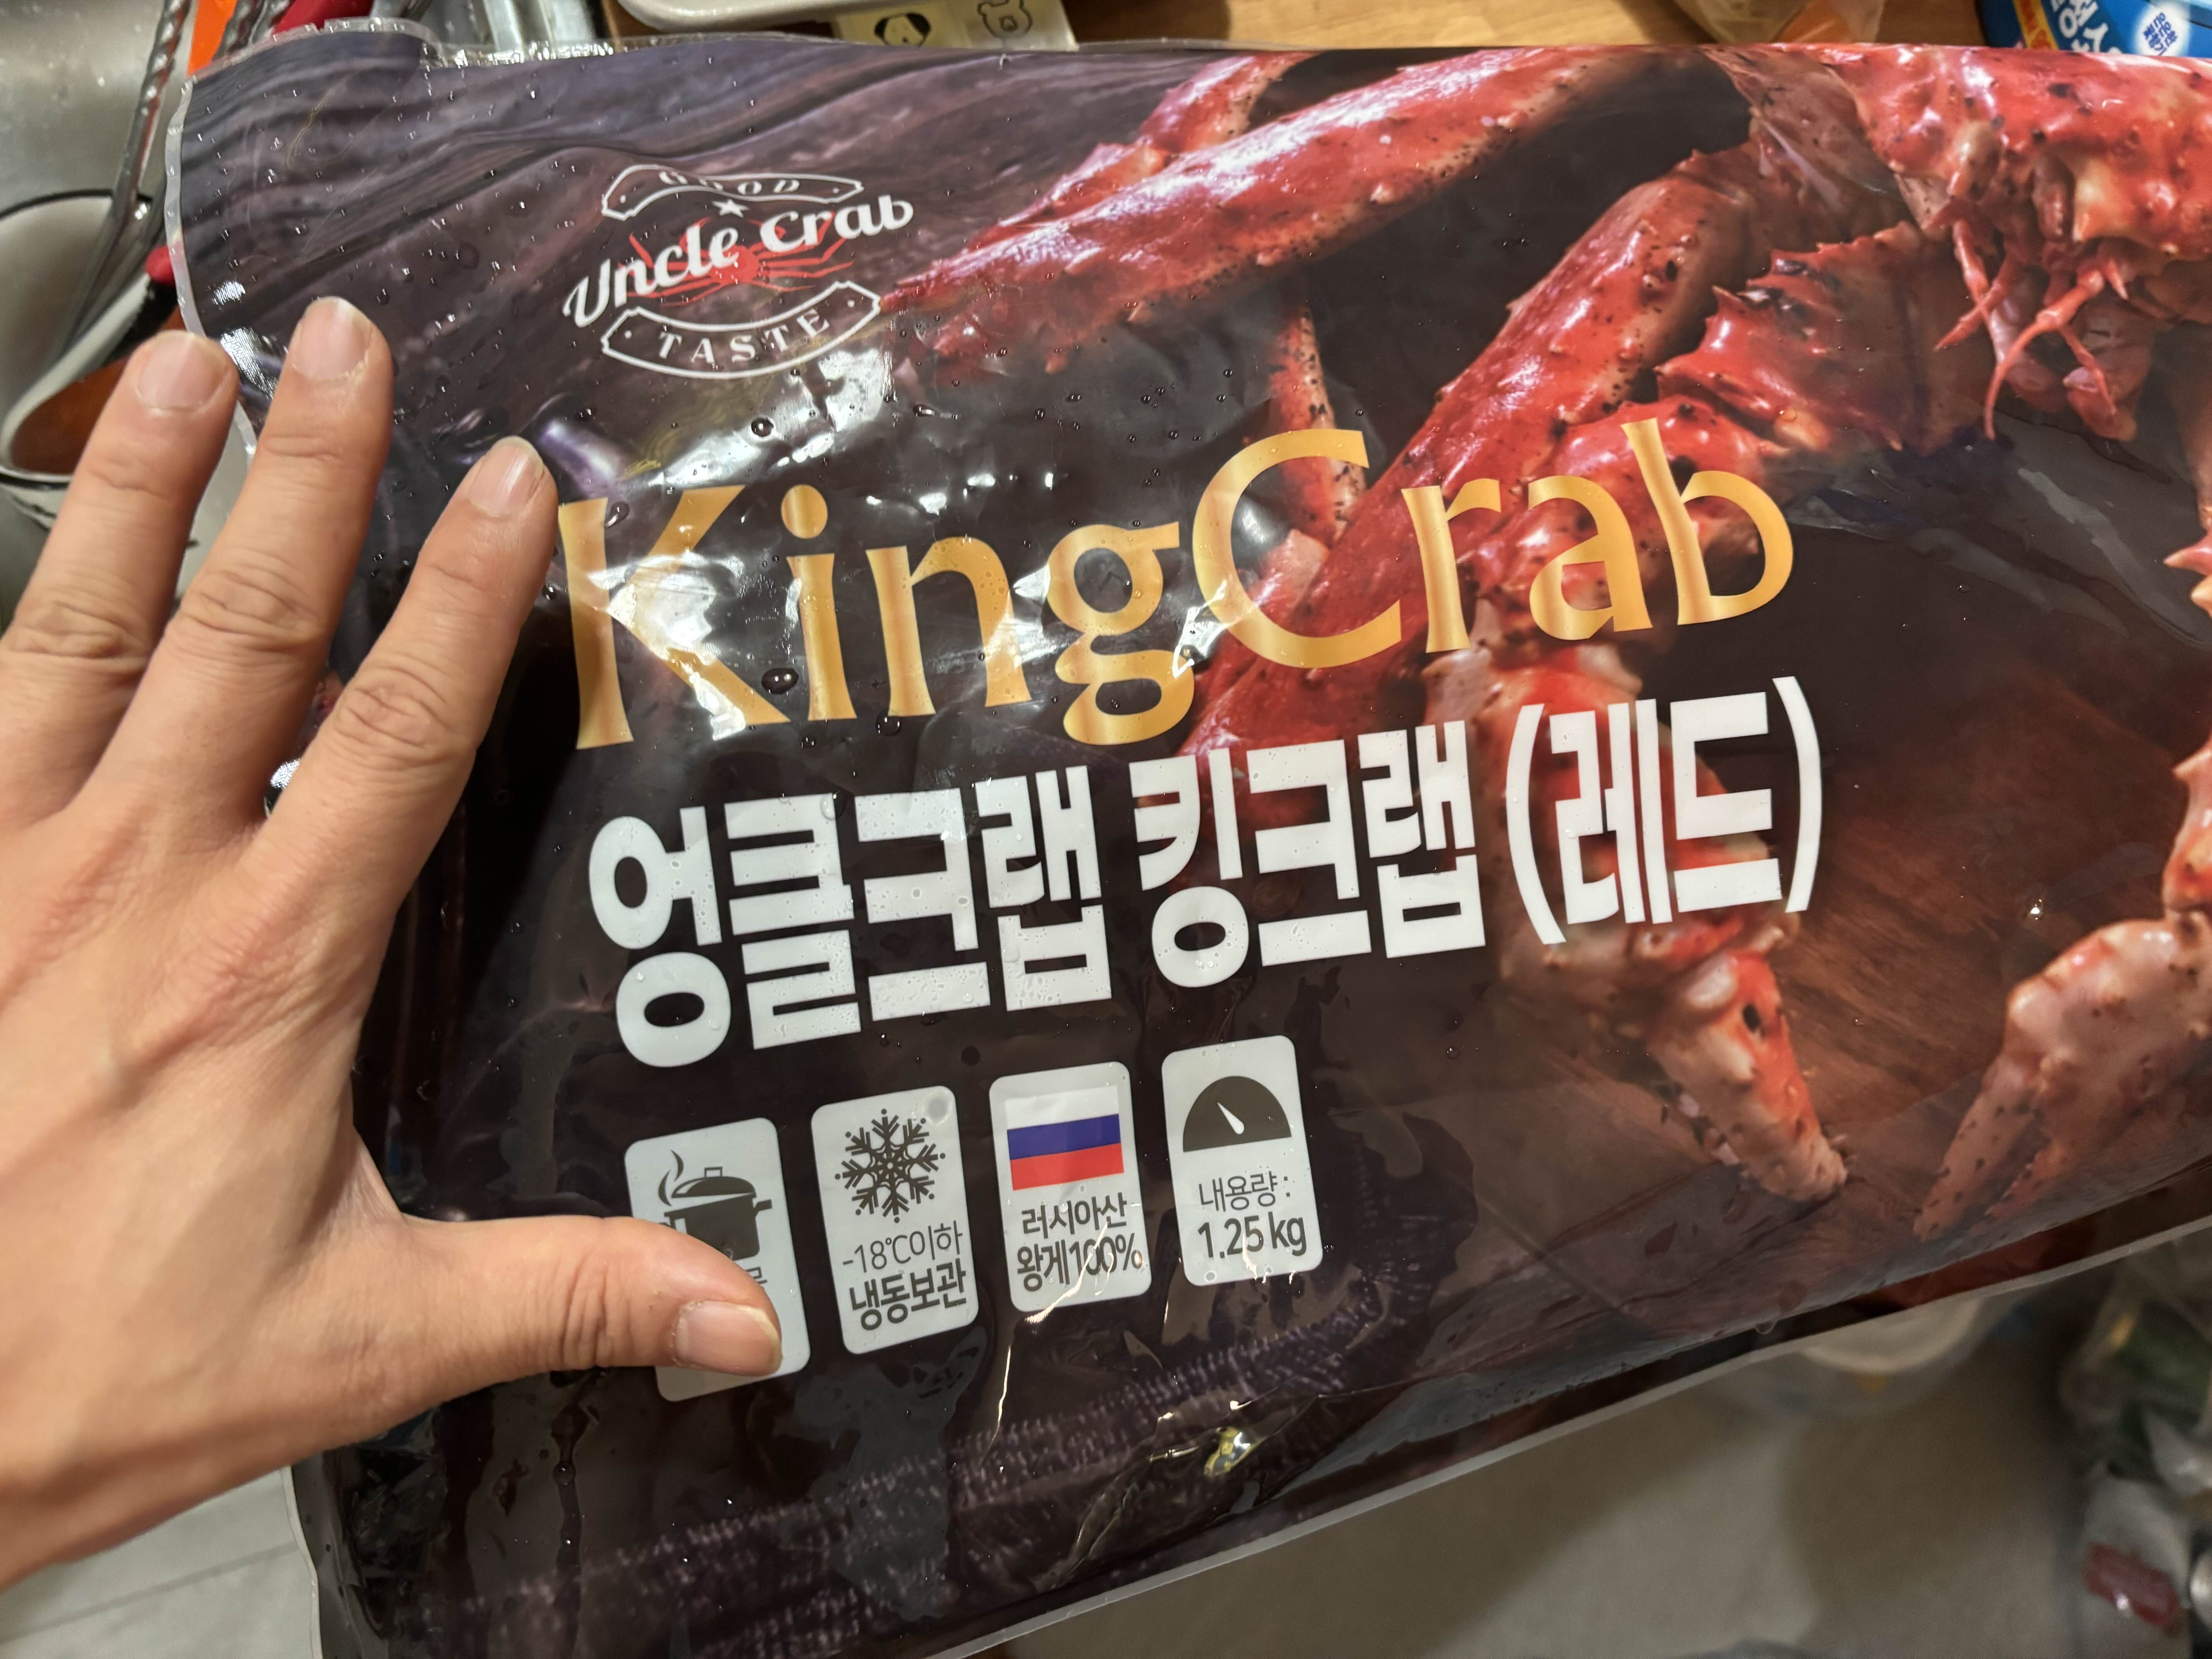 GOOD
Uncle Crab
TASTE
KingCrab
엉클크랩 킹크랩 (레드)
-18℃이하
냉동보관
러시아산
왕게100%
내용량:
1.25 kg